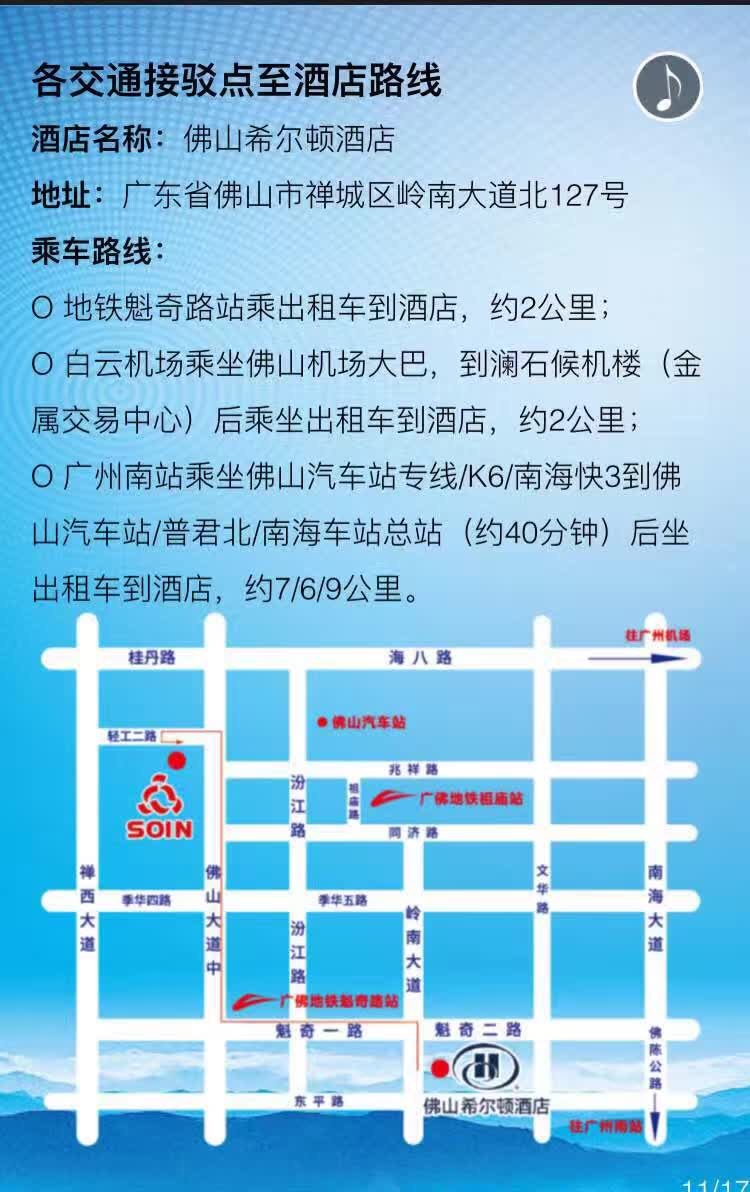 各交通接驳点至酒店路线
酒店名称：佛山希尔顿酒店
地址：广东省佛山市禅城区岭南大道北127号
乘车路线：
O 地铁魁奇路站乘出租车到酒店，约2公里；
O 白云机场乘坐佛山机场大巴，到澜石候机楼（金
属交易中心）后乘坐出租车到酒店，约2公里；
O 广州南站乘坐佛山汽车站专线/K6/南海快3到佛
山汽车站/普君北/南海车站总站（约40分钟）后坐
出租车到酒店，约7/6/9公里。
往广州机场
桂丹路
海八路
佛山汽车站
轻工二路
兆祥路
汾江路
祖庙路
广佛地铁祖庙站
SOIN
同济路
禅西大道
佛山大道中
文华路
南海大道
季华四路
季华五路
岭南大道
汾江路
广佛地铁魁奇路站
魁奇一路
魁奇二路
佛陈公路
H
东平路
佛山希尔顿酒店
往广州南站
11/17